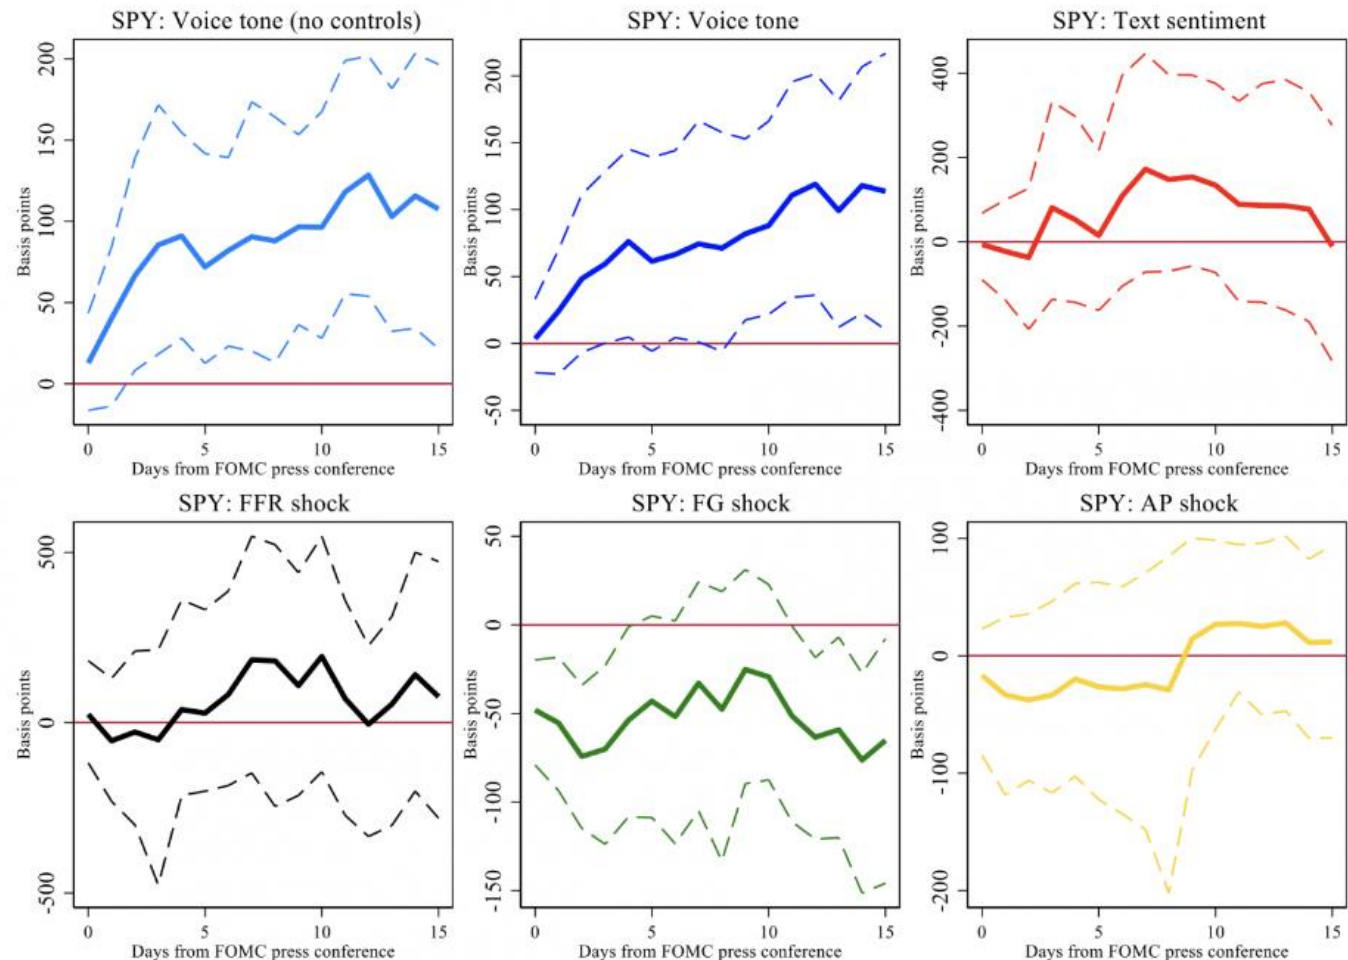 SPY: Voice tone (no controls)
Basis points
200
150
100
50
0
0 5 10 15
Days from FOMC press conference
SPY: Voice tone
Basis points
200
150
100
50
0
-50
0 5 10 15
Days from FOMC press conference
SPY: Text sentiment
Basis points
400
200
0
-200
-400
0 5 10 15
Days from FOMC press conference
SPY: FFR shock
Basis points
500
0
-500
0 5 10 15
Days from FOMC press conference
SPY: FG shock
Basis points
50
0
-50
-100
-150
0 5 10 15
Days from FOMC press conference
SPY: AP shock
Basis points
100
0
-100
-200
0 5 10 15
Days from FOMC press conference